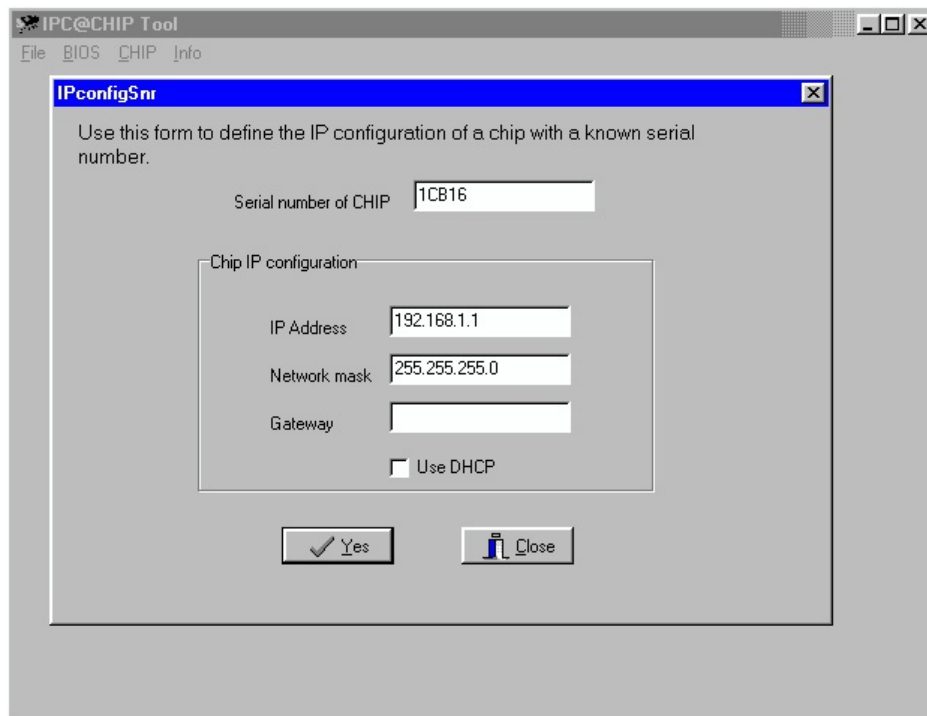 IPC@CHIP Tool
File BIOS CHIP Info
IPconfigSnr
Use this form to define the IP configuration of a chip with a known serial
number.
Serial number of CHIP 1CB16
Chip IP configuration
IP Address 192.168.1.1
Network mask 255.255.255.0
Gateway
Use DHCP
Yes Close